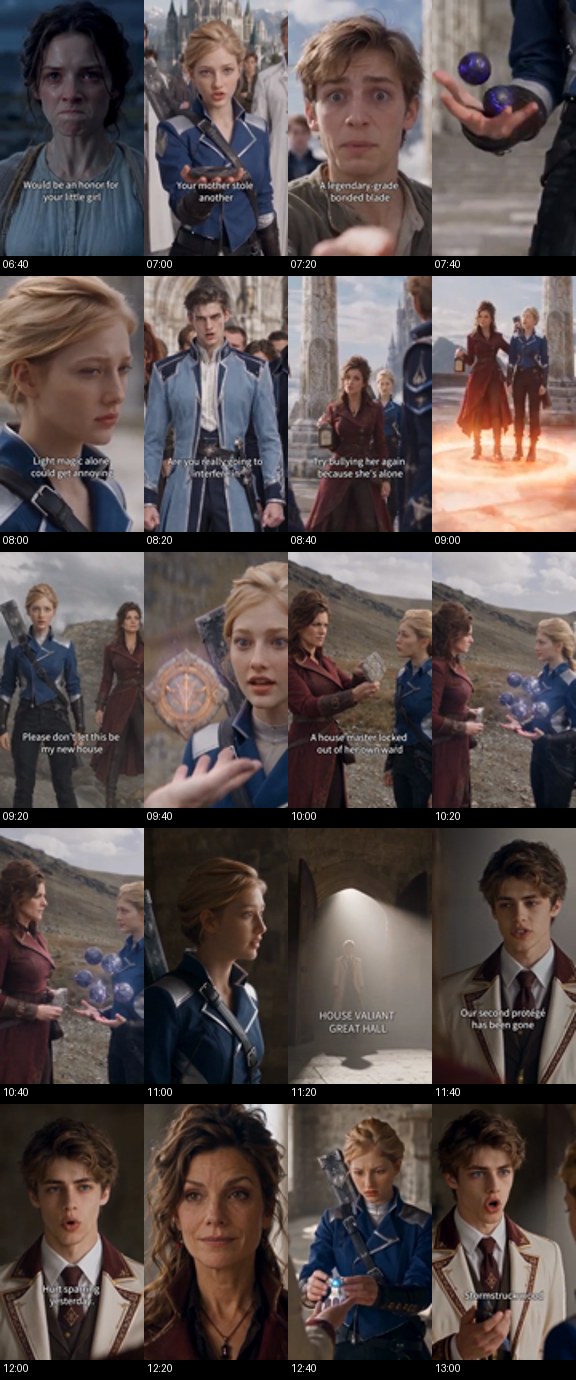 Would be an honor for
your little girl
06:40
Your mother stole
another
07:00
A legendary-grade
bonded blade
07:20
07:40
Light magic alone
could get annoying
08:00
Are you really going to
interfere in
08:20
Try bullying her again
because she's alone
08:40
09:00
Please don't let this be
my new house
09:20
09:40
A house master locked
out of her own ward
10:00
10:20
10:40
11:00
HOUSE VALIANT
GREAT HALL
11:20
Our second protégé
has been gone
11:40
Hurt sparring
yesterday.
12:00
12:20
12:40
Stormstruck wood
13:00